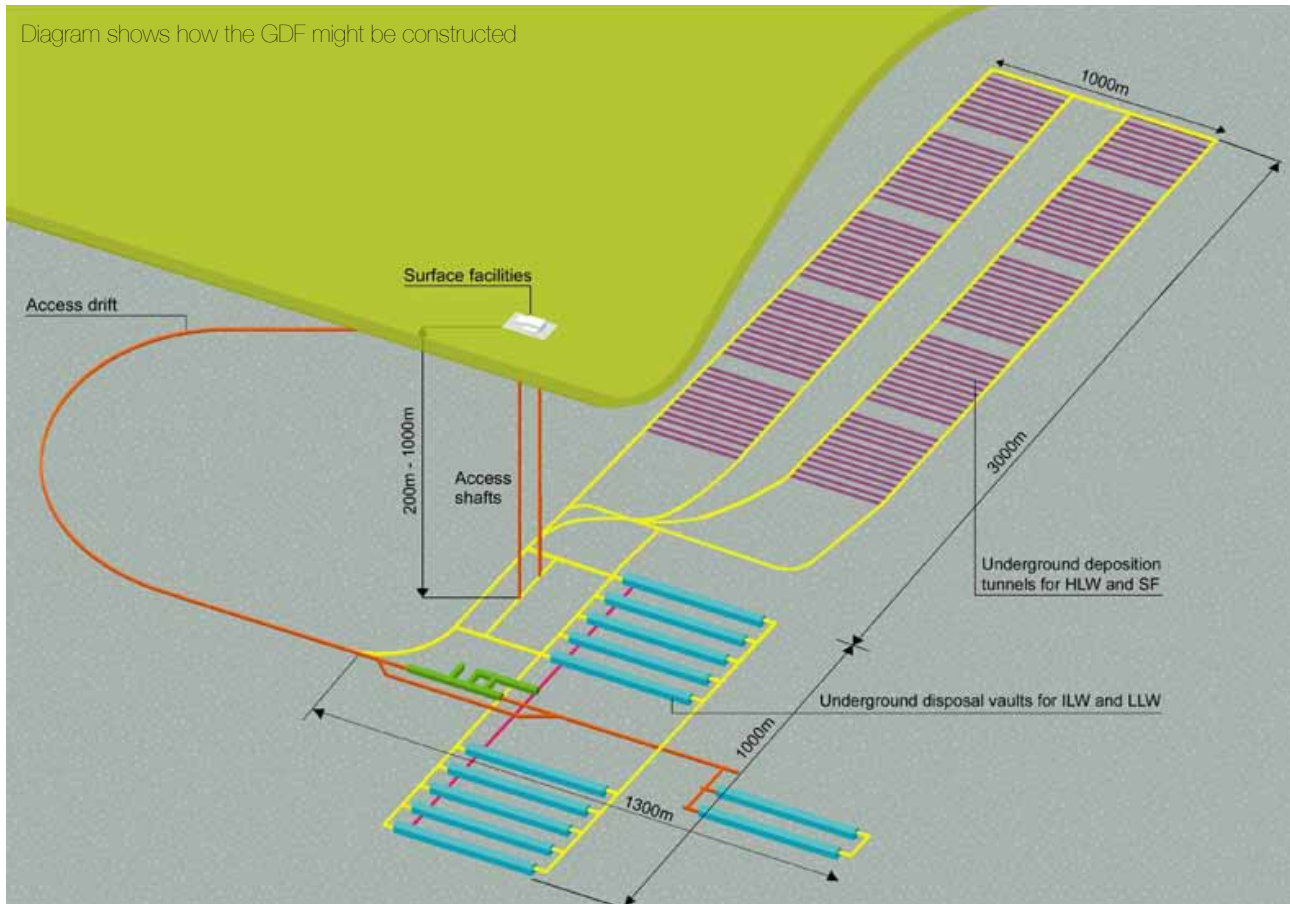 Diagram shows how the GDF might be constructed
1000m
Surface facilities
Access drift
200m - 1000m
Access
shafts
3000m
Underground deposition
tunnels for HLW and SF
Underground disposal vaults for ILW and LLW
1000m
1300m